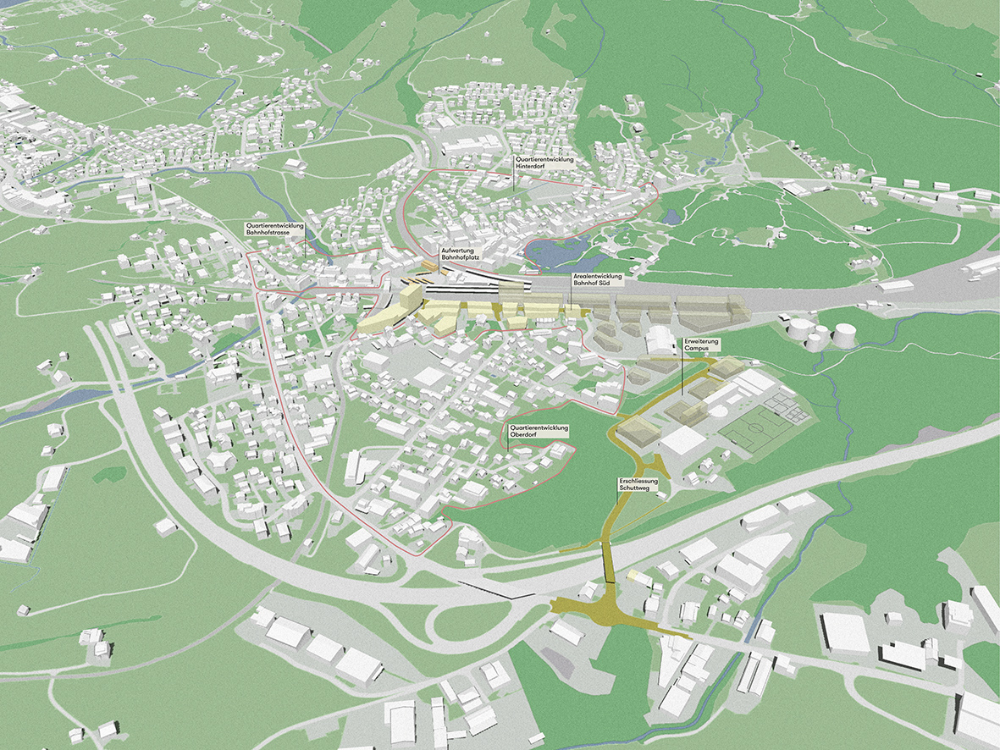 Quartierentwicklung
Hinterdorf
Quartierentwicklung
Bahnhofstrasse
Aufwertung
Bahnhofplatz
Arealentwicklung
Bahnhof Süd
Erweiterung
Campus
Quartierentwicklung
Oberdorf
Erschliessung
Schuttweg